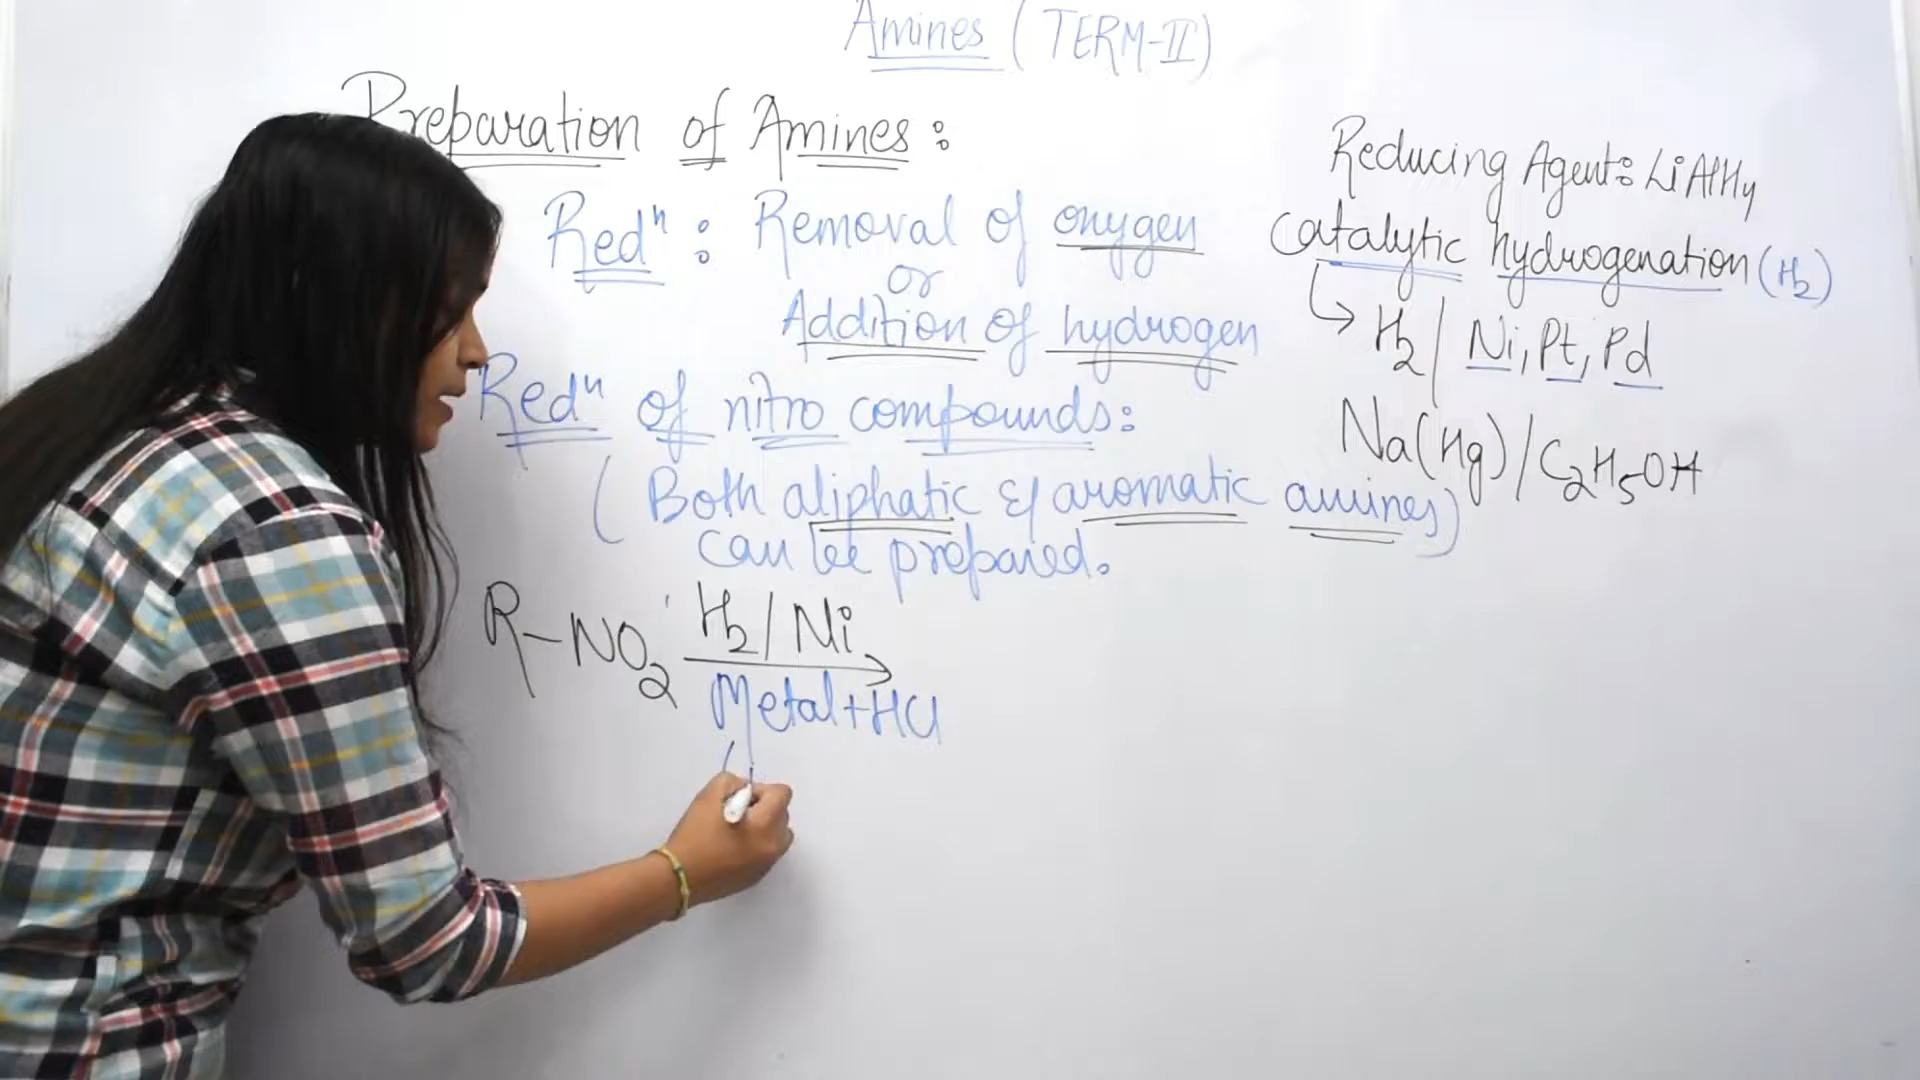 Amines (TERM-II)
Preparation of Amines:
Redⁿ: Removal of oxygen
or
Addition of hydrogen
Redⁿ of nitro compounds:
(Both aliphatic & aromatic amines)
can be prepared.
R-NO₂ H₂/Ni
Metal+HCl
Reducing Agent: LiAlH₄
Catalytic hydrogenation (H₂)
H₂/Ni, Pt, Pd
Na(Hg)/C₂H₅OH